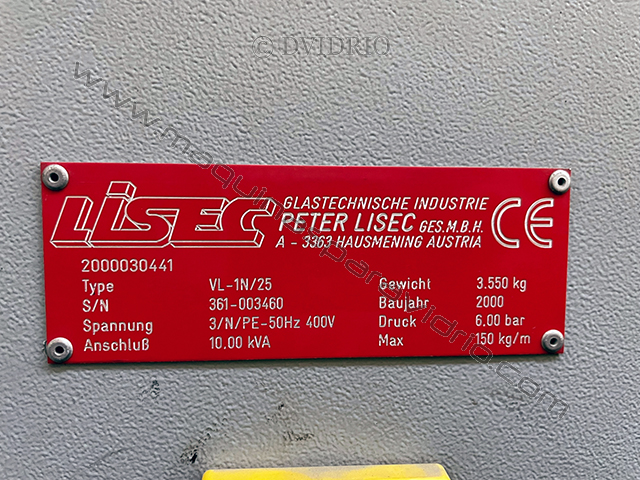 © DVIDRIO
www.maquinasparavidrio.com
LISEC
GLASTECHNISCHE INDUSTRIE
PETER LISEC GES.M.B.H.
A - 3363 HAUSMENING AUSTRIA
CE
2000030441
Type VL-1N/25 Gewicht 3.550 kg
S/N 361-003460 Baujahr 2000
Spannung 3/N/PE-50Hz 400V Druck 6,00 bar
Anschluß 10.00 kVA Max 150 kg/m